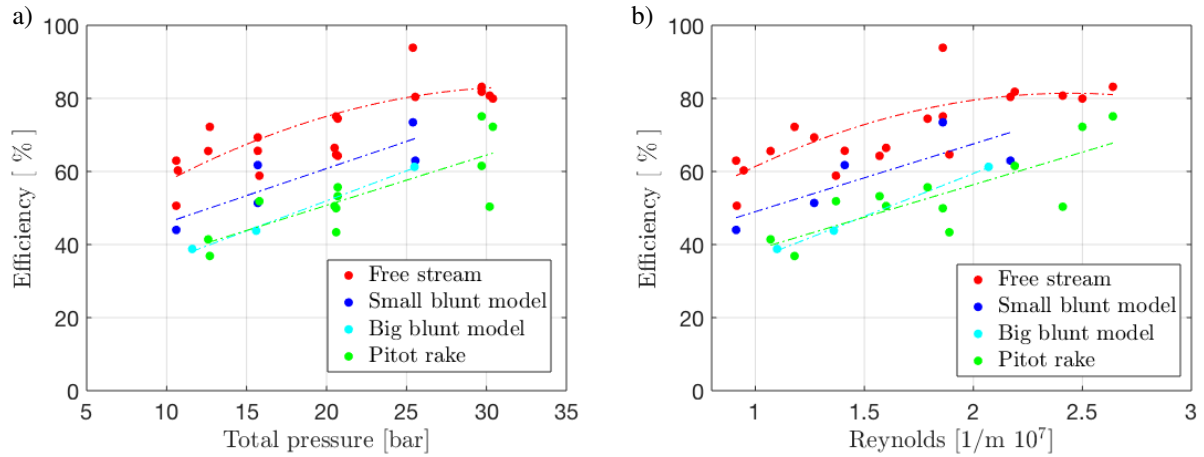 a)
Efficiency [ % ]
100
80
60
40
20
0
Free stream
Small blunt model
Big blunt model
Pitot rake
5
10
15
20
25
30
35
Total pressure [bar]
b)
Efficiency [ % ]
100
80
60
40
20
0
Free stream
Small blunt model
Big blunt model
Pitot rake
1
1.5
2
2.5
3
Reynolds [1/m 10⁷]